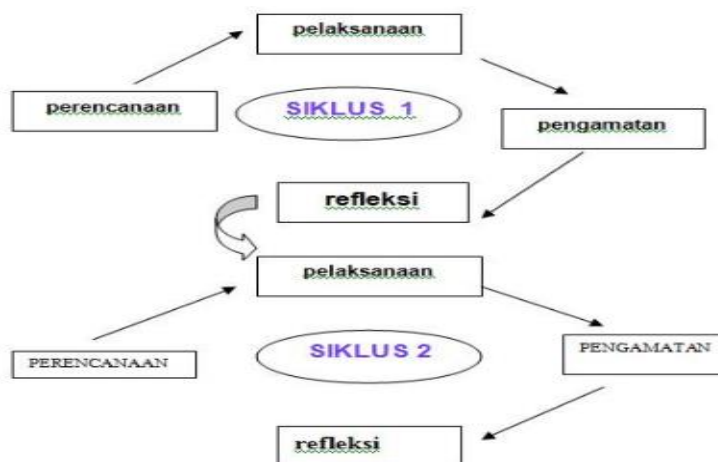 pelaksanaan
perencanaan
SIKLUS 1
pengamatan
refleksi
pelaksanaan
PERENCANAAN
SIKLUS 2
PENGAMATAN
refleksi